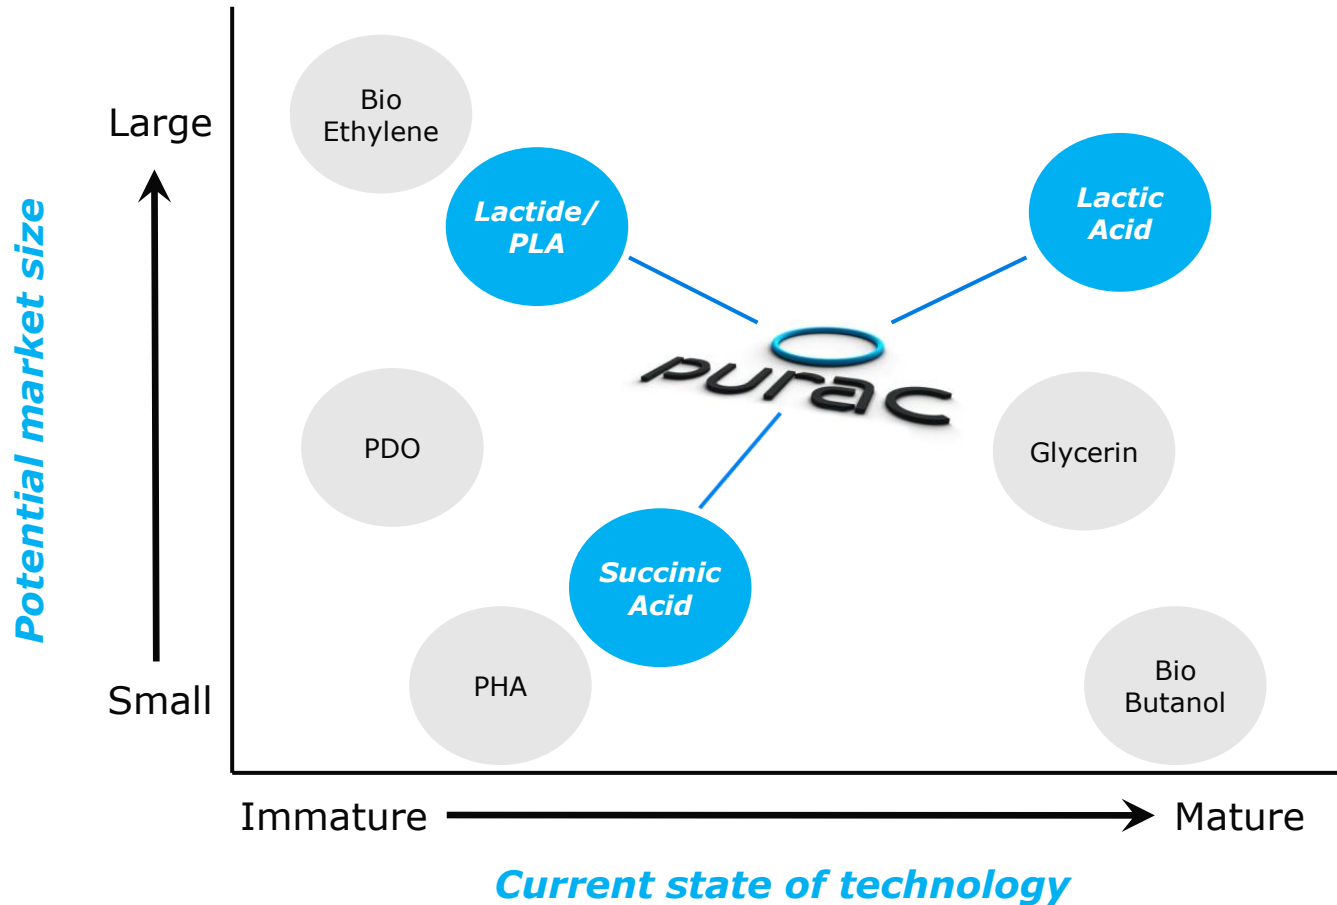 Bio
Ethylene
Large
Lactide/
PLA
Lactic
Acid
Potential market size
purac
PDO
Glycerin
Succinic
Acid
PHA
Bio
Butanol
Small
Immature
Mature
Current state of technology